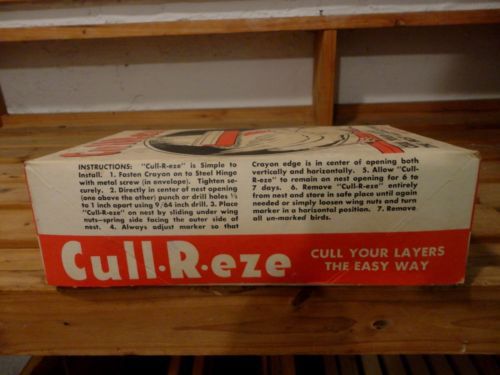 INSTRUCTIONS: "Cull-R-eze" is Simple to
Install. 1. Fasten Crayon on to Steel Hinge
with metal screw (in envelope). Tighten se-
curely. 2. Directly in center of nest opening
(one above the other) punch or drill holes ½
to 1 inch apart using 9/64 inch drill. 3. Place
"Cull-R-eze" on nest by sliding under wing
nuts—spring side facing the outer side of
nest. 4. Always adjust marker so that
Crayon edge is in center of opening both
vertically and horizontally. 5. Allow "Cull-
R-eze" to remain on nest opening for 6 to
7 days. 6. Remove "Cull-R-eze" entirely
from nest and store in safe place until again
needed or simply loosen wing nuts and turn
marker in a horizontal position. 7. Remove
all un-marked birds.
Cull·R·eze
CULL YOUR LAYERS
THE EASY WAY